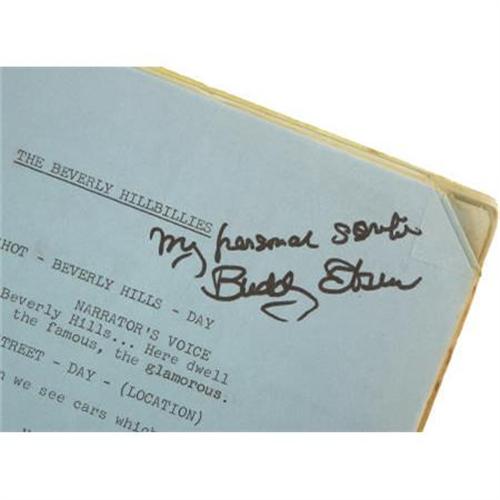 THE BEVERLY HILLBILLIES
my personal script
Buddy Ebsen
HOT - BEVERLY HILLS - DAY
NARRATOR'S VOICE
Beverly Hills... Here dwell
the famous, the glamorous.
TREET - DAY - (LOCATION)
we see cars which